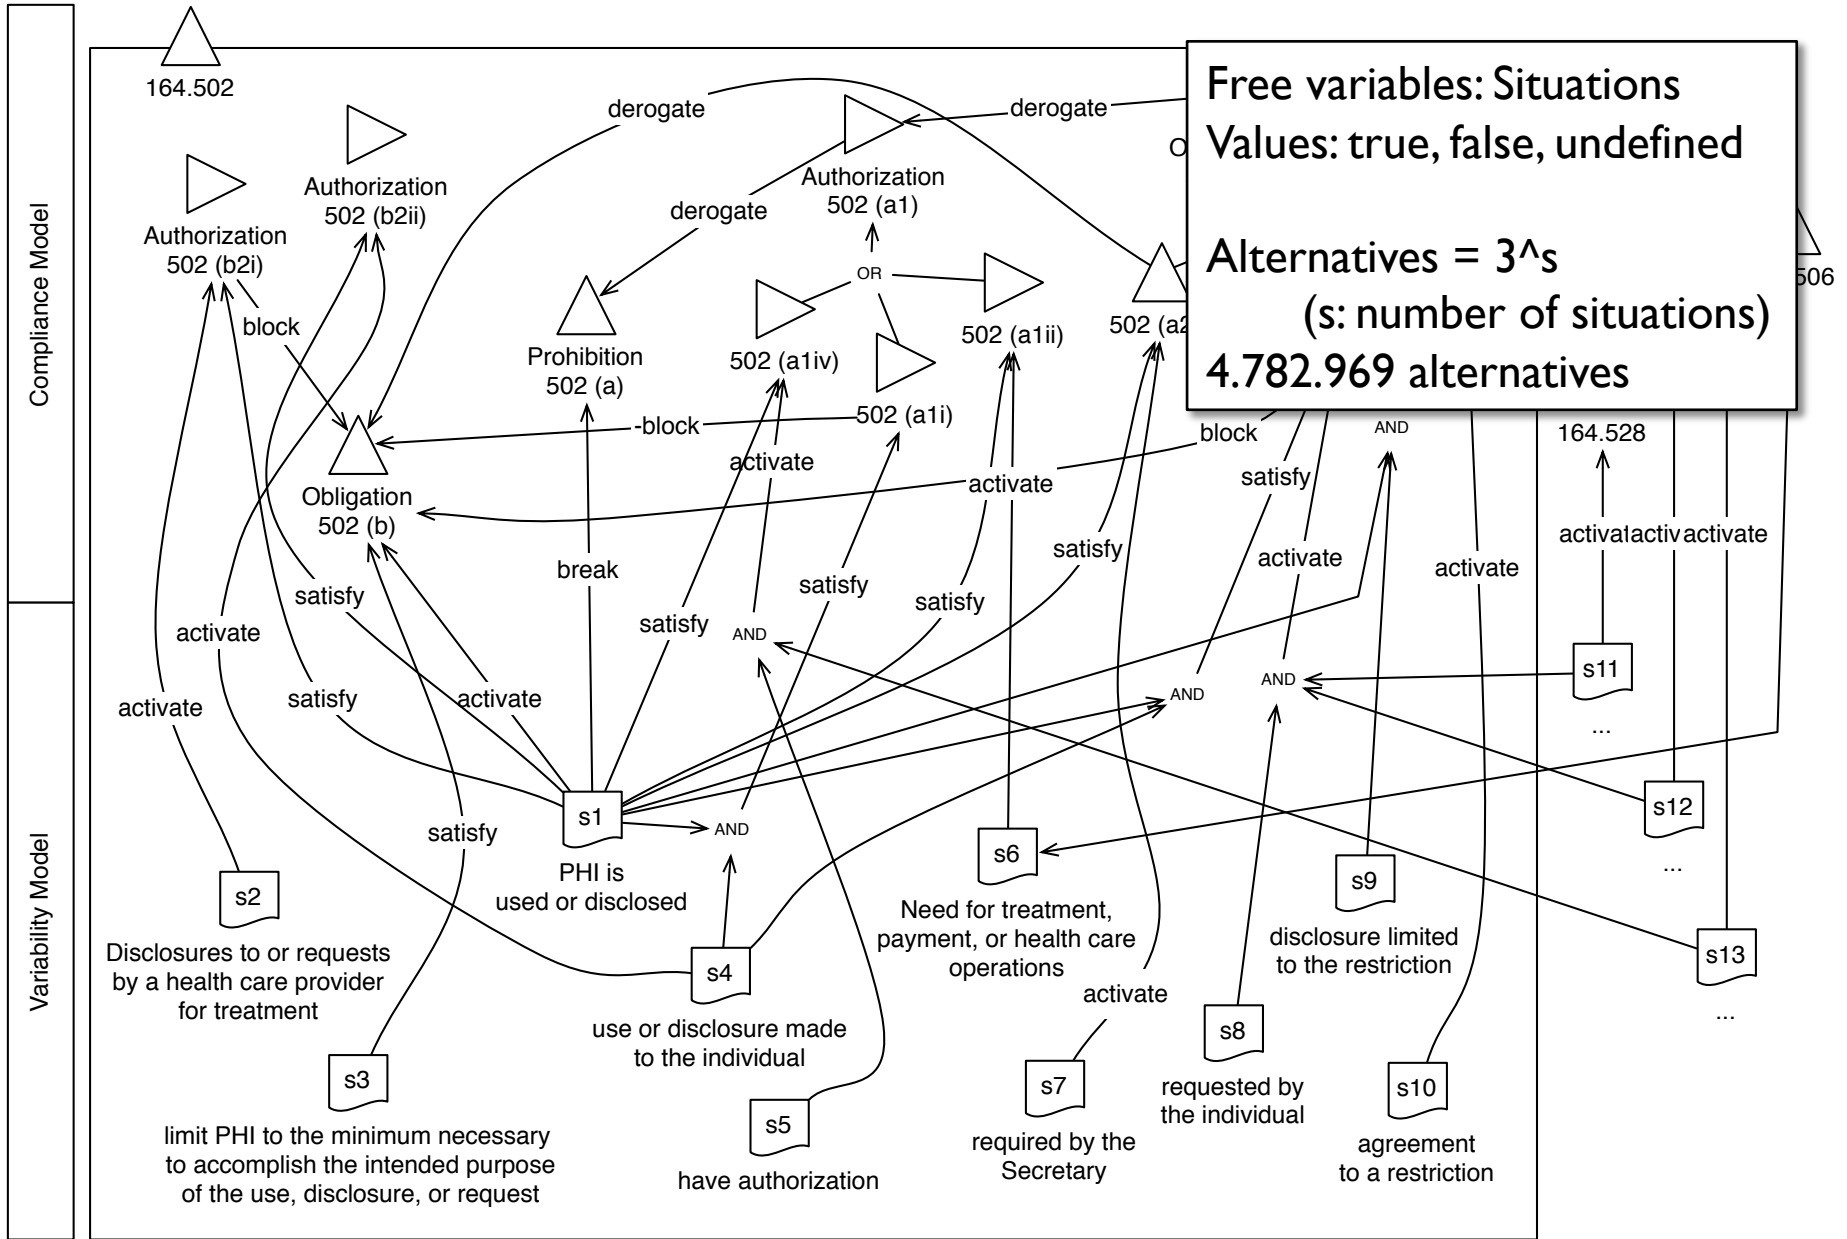 Compliance Model
Variability Model
164.502
Free variables: Situations
Values: true, false, undefined
Alternatives = 3^s
(s: number of situations)
4.782.969 alternatives
derogate
derogate
O
Authorization
502 (b2ii)
Authorization
502 (a1)
derogate
Authorization
502 (b2i)
OR
506
block
502 (a1ii)
502 (a2
Prohibition
502 (a)
502 (a1iv)
502 (a1i)
-block
block
AND
164.528
activate
activate
satisfy
Obligation
502 (b)
break
satisfy
activate
activate
activat
activ
activate
satisfy
satisfy
satisfy
satisfy
activate
AND
activate
satisfy
activate
AND
AND
s11
...
activate
s1
PHI is
used or disclosed
AND
satisfy
s12
...
s6
Need for treatment,
payment, or health care
operations
s2
Disclosures to or requests
by a health care provider
for treatment
s9
disclosure limited
to the restriction
s13
...
s4
use or disclosure made
to the individual
activate
s3
limit PHI to the minimum necessary
to accomplish the intended purpose
of the use, disclosure, or request
s5
have authorization
s7
required by the
Secretary
s8
requested by
the individual
s10
agreement
to a restriction